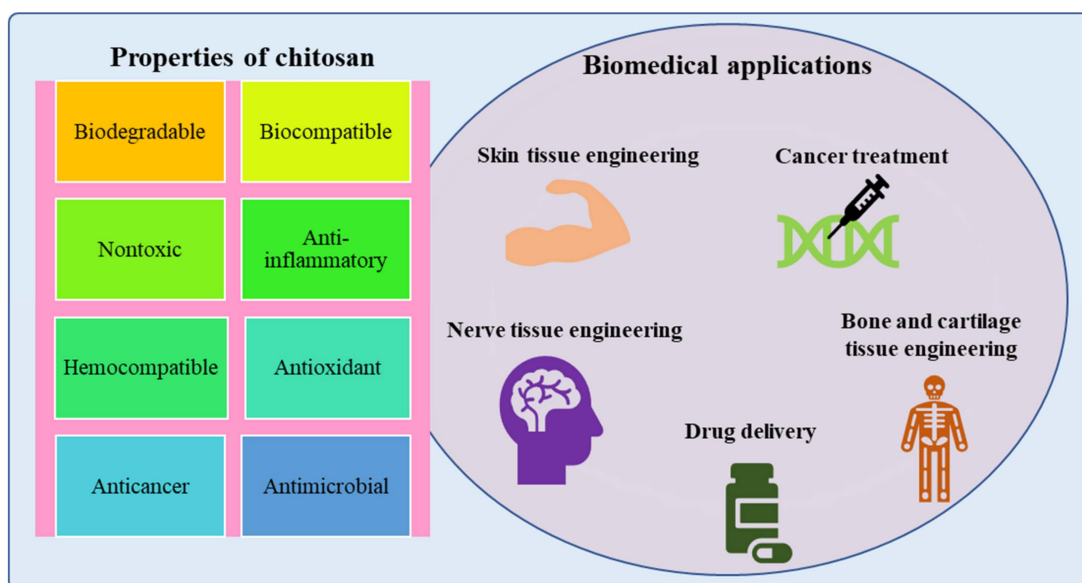 Properties of chitosan
Biodegradable
Biocompatible
Nontoxic
Anti-
inflammatory
Hemocompatible
Antioxidant
Anticancer
Antimicrobial
Biomedical applications
Skin tissue engineering
Cancer treatment
Nerve tissue engineering
Bone and cartilage
tissue engineering
Drug delivery